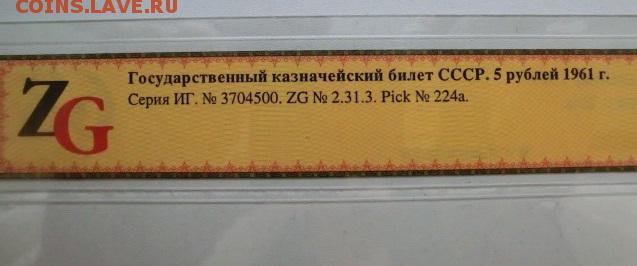 COINS.LAVE.RU
ZG
Государственный казначейский билет СССР. 5 рублей 1961 г.
Серия ИГ. № 3704500. ZG № 2.31.3. Pick № 224a.